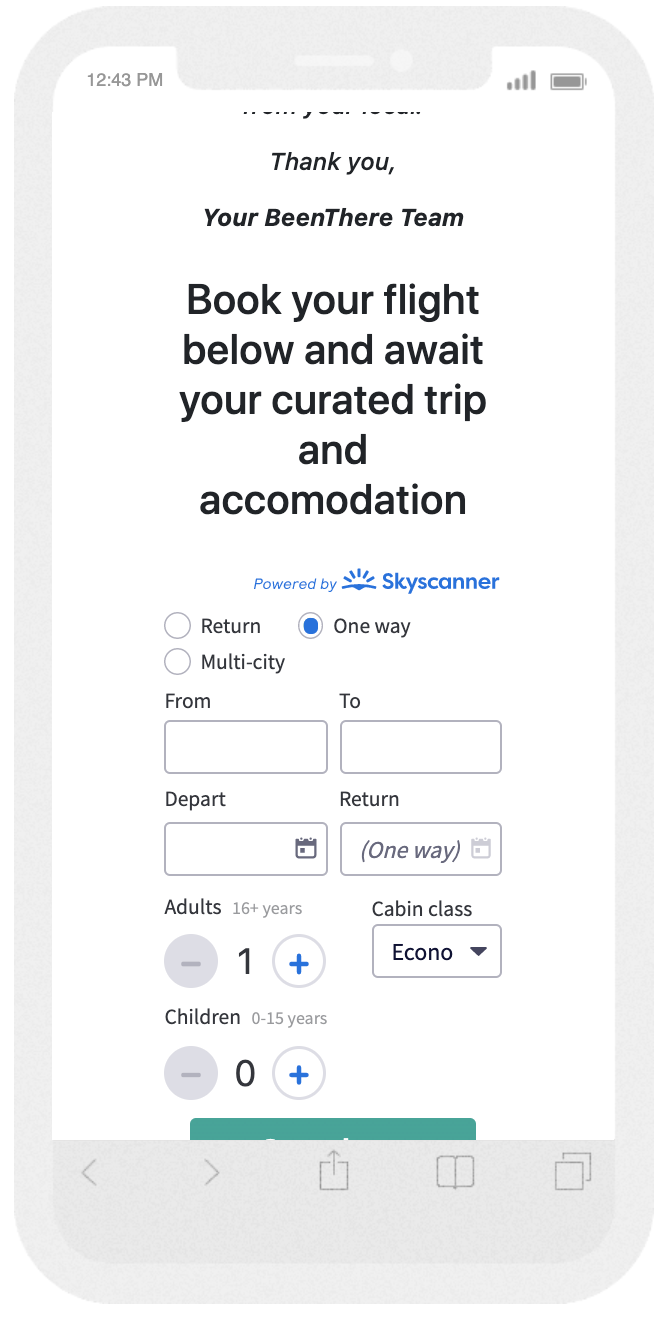 12:43 PM
Thank you,
Your BeenThere Team
Book your flight
below and await
your curated trip
and
accomodation
Powered by Skyscanner
Return One way
Multi-city
From To
Depart Return
(One way)
Adults 16+ years Cabin class
1 Econo
Children 0-15 years
0